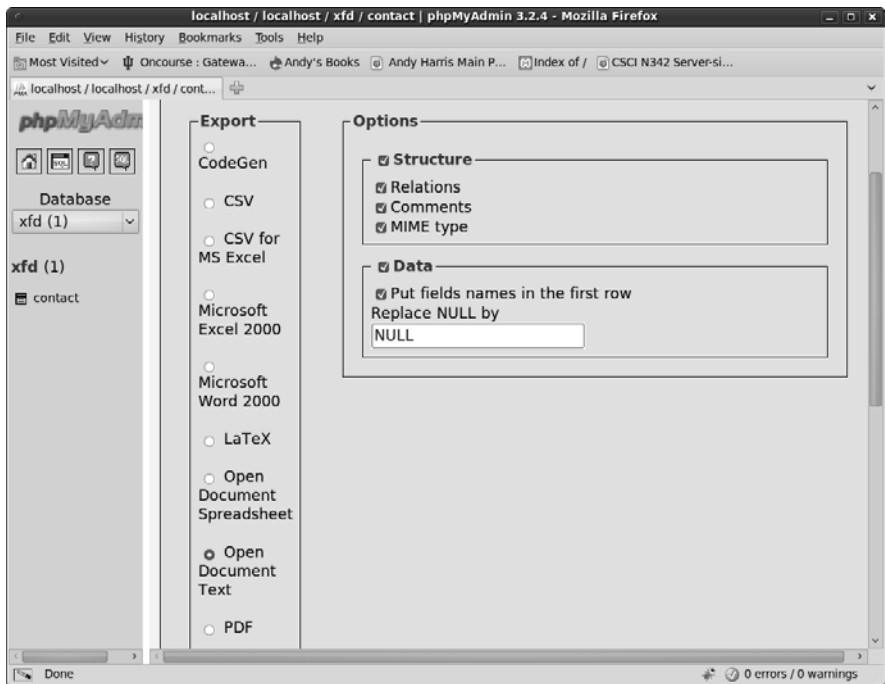 localhost / localhost / xfd / contact | phpMyAdmin 3.2.4 - Mozilla Firefox
File Edit View History Bookmarks Tools Help
Most Visited Oncourse : Gatewa... Andy's Books Andy Harris Main P... Index of / CSCI N342 Server-si...
localhost / localhost / xfd / cont...
phpMyAdm
SQL
Database
xfd (1)
xfd (1)
contact
Export
CodeGen
CSV
CSV for
MS Excel
Microsoft
Excel 2000
Microsoft
Word 2000
LaTeX
Open
Document
Spreadsheet
Open
Document
Text
PDF
Options
Structure
Relations
Comments
MIME type
Data
Put fields names in the first row
Replace NULL by
NULL
Done
0 errors / 0 warnings